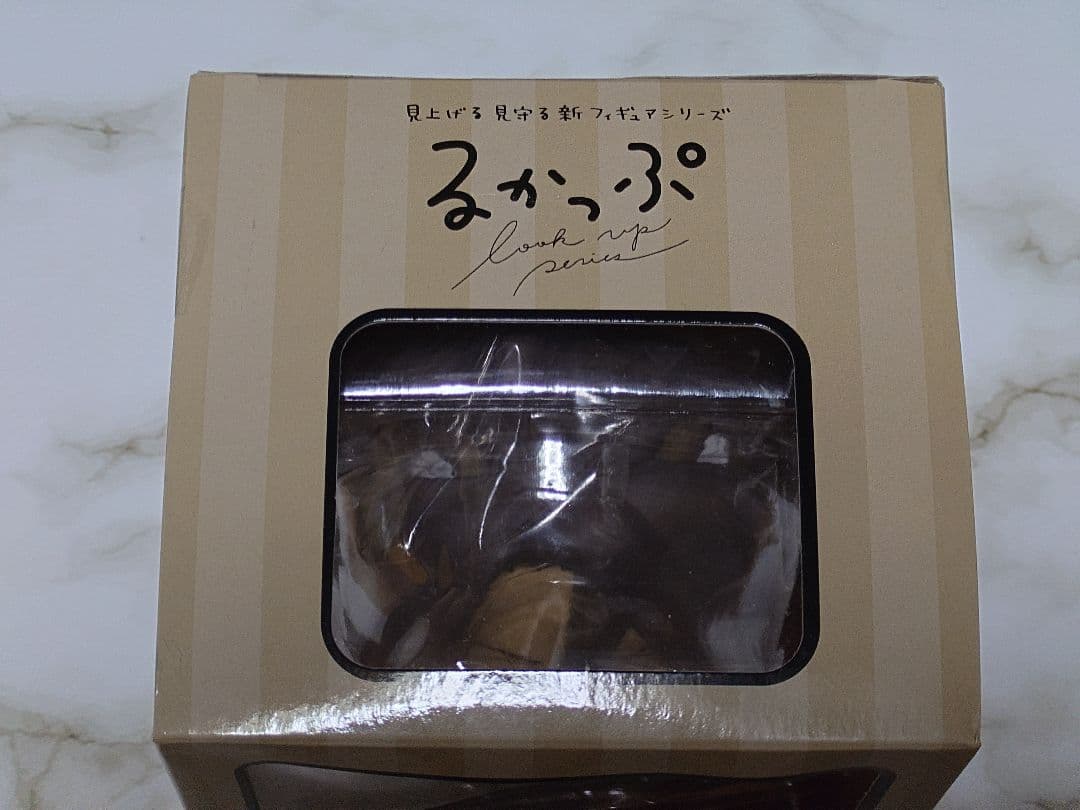 見上げる 見守る 新フィギュアシリーズ
るかっぷ
look up
series